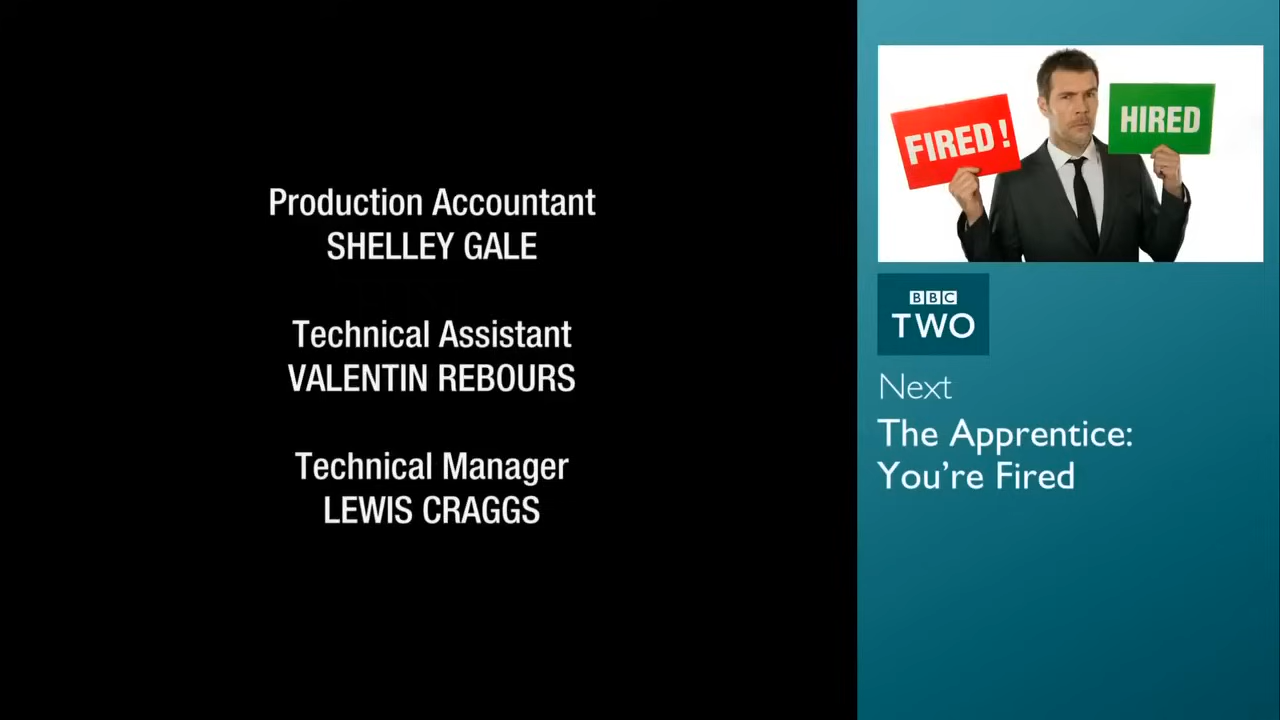 Production Accountant
SHELLEY GALE
Technical Assistant
VALENTIN REBOURS
Technical Manager
LEWIS CRAGGS
FIRED!
HIRED
BBC
TWO
Next
The Apprentice:
You're Fired